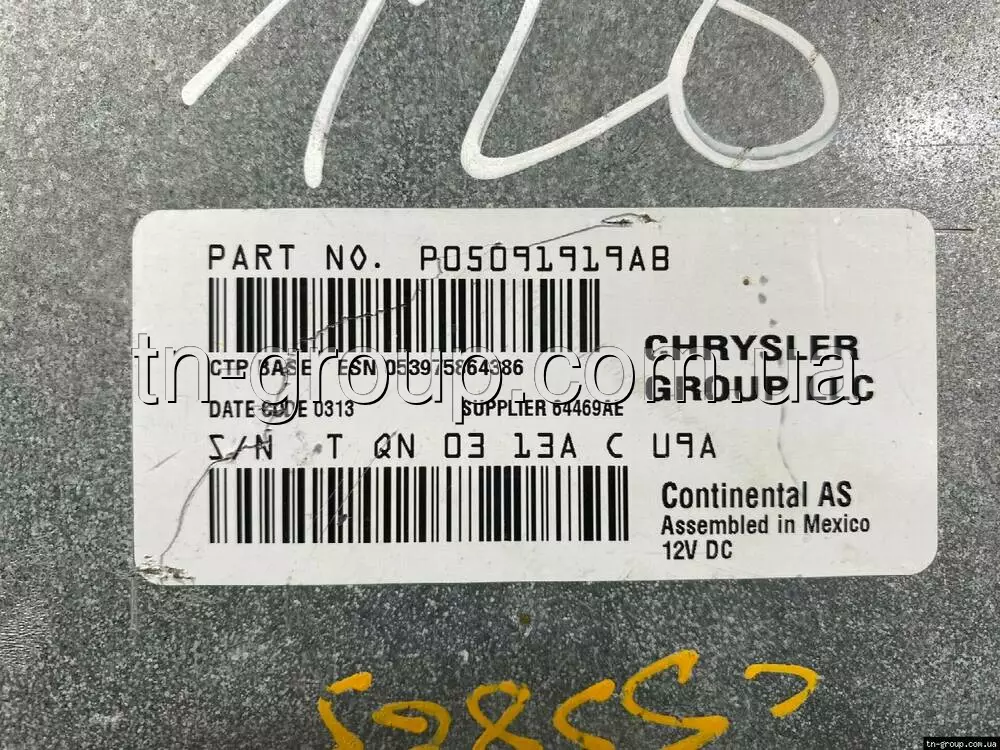 PART NO. P05091919AB
CTP BASE ESN 053975864386
CHRYSLER
GROUP LLC
DATE CODE 0313 SUPPLIER 64469AE
S/N T QN 03 13A C U9A
Continental AS
Assembled in Mexico
12V DC
tn-group.com.ua
tn-group.com.ua